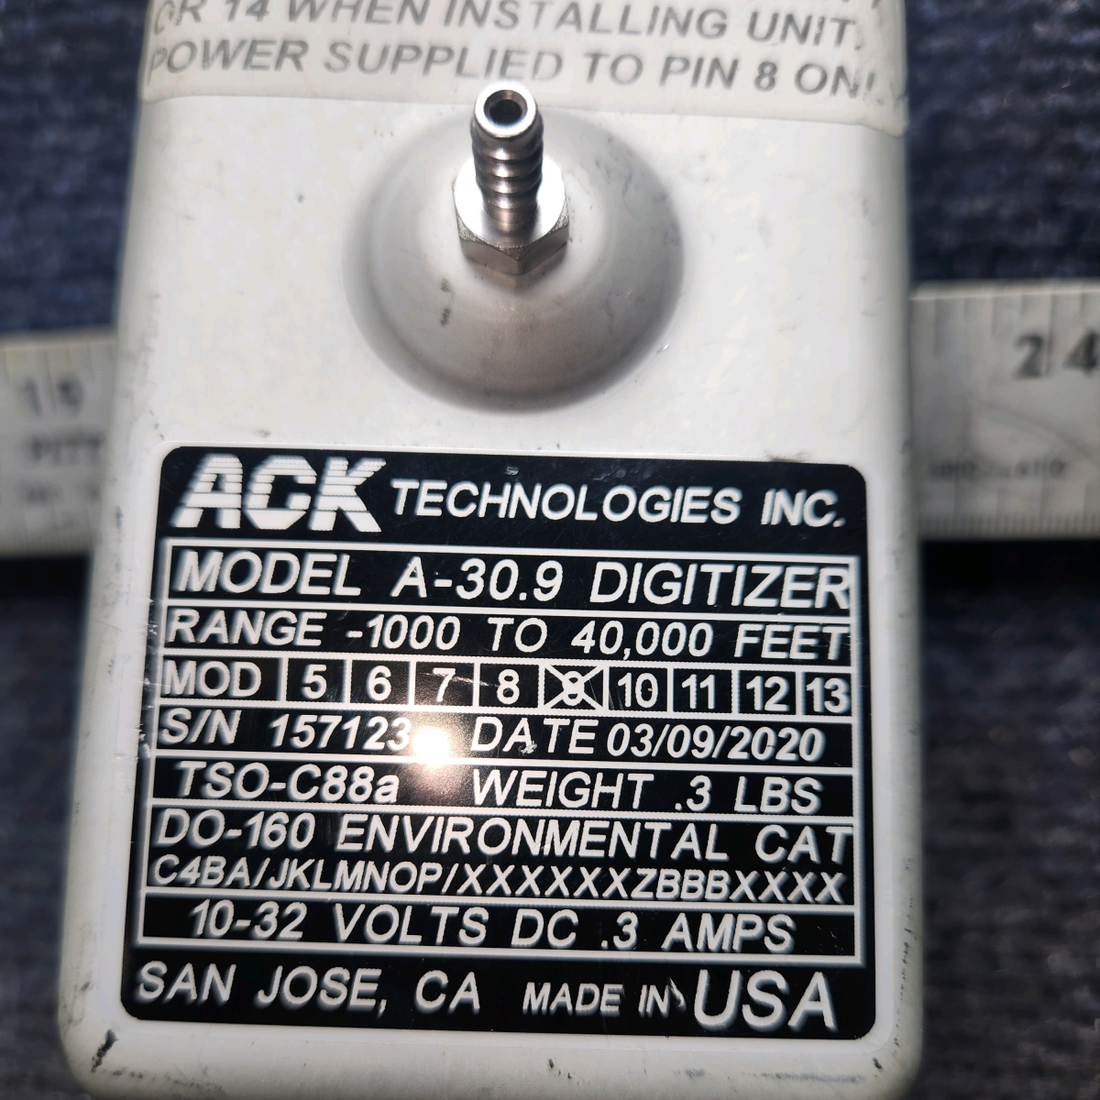 OR 14 WHEN INSTALLING UNIT.
POWER SUPPLIED TO PIN 8 ONLY
19
24
ACK TECHNOLOGIES INC.
MODEL A-30.9 DIGITIZER
RANGE -1000 TO 40,000 FEET
MOD 5 6 7 8 9 10 11 12 13
S/N 157123 DATE 03/09/2020
TSO-C88a WEIGHT .3 LBS
DO-160 ENVIRONMENTAL CAT
C4BA/JKLMNOP/XXXXXXXZBBBXXXX
10-32 VOLTS DC .3 AMPS
SAN JOSE, CA MADE IN USA